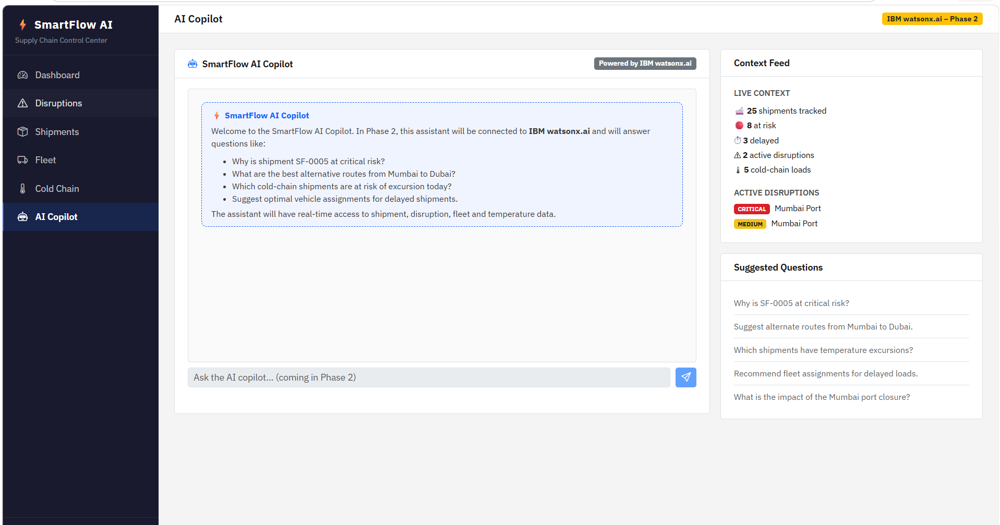 SmartFlow AI
Supply Chain Control Center
Dashboard
Disruptions
Shipments
Fleet
Cold Chain
AI Copilot
AI Copilot
IBM watsonx.ai – Phase 2
SmartFlow AI Copilot
Powered by IBM watsonx.ai
SmartFlow AI Copilot
Welcome to the SmartFlow AI Copilot. In Phase 2, this assistant will be connected to IBM watsonx.ai and will answer
questions like:
• Why is shipment SF-0005 at critical risk?
• What are the best alternative routes from Mumbai to Dubai?
• Which cold-chain shipments are at risk of excursion today?
• Suggest optimal vehicle assignments for delayed shipments.
The assistant will have real-time access to shipment, disruption, fleet and temperature data.
Ask the AI copilot... (coming in Phase 2)
Context Feed
LIVE CONTEXT
25 shipments tracked
8 at risk
3 delayed
2 active disruptions
5 cold-chain loads
ACTIVE DISRUPTIONS
CRITICAL Mumbai Port
MEDIUM Mumbai Port
Suggested Questions
Why is SF-0005 at critical risk?
Suggest alternate routes from Mumbai to Dubai.
Which shipments have temperature excursions?
Recommend fleet assignments for delayed loads.
What is the impact of the Mumbai port closure?